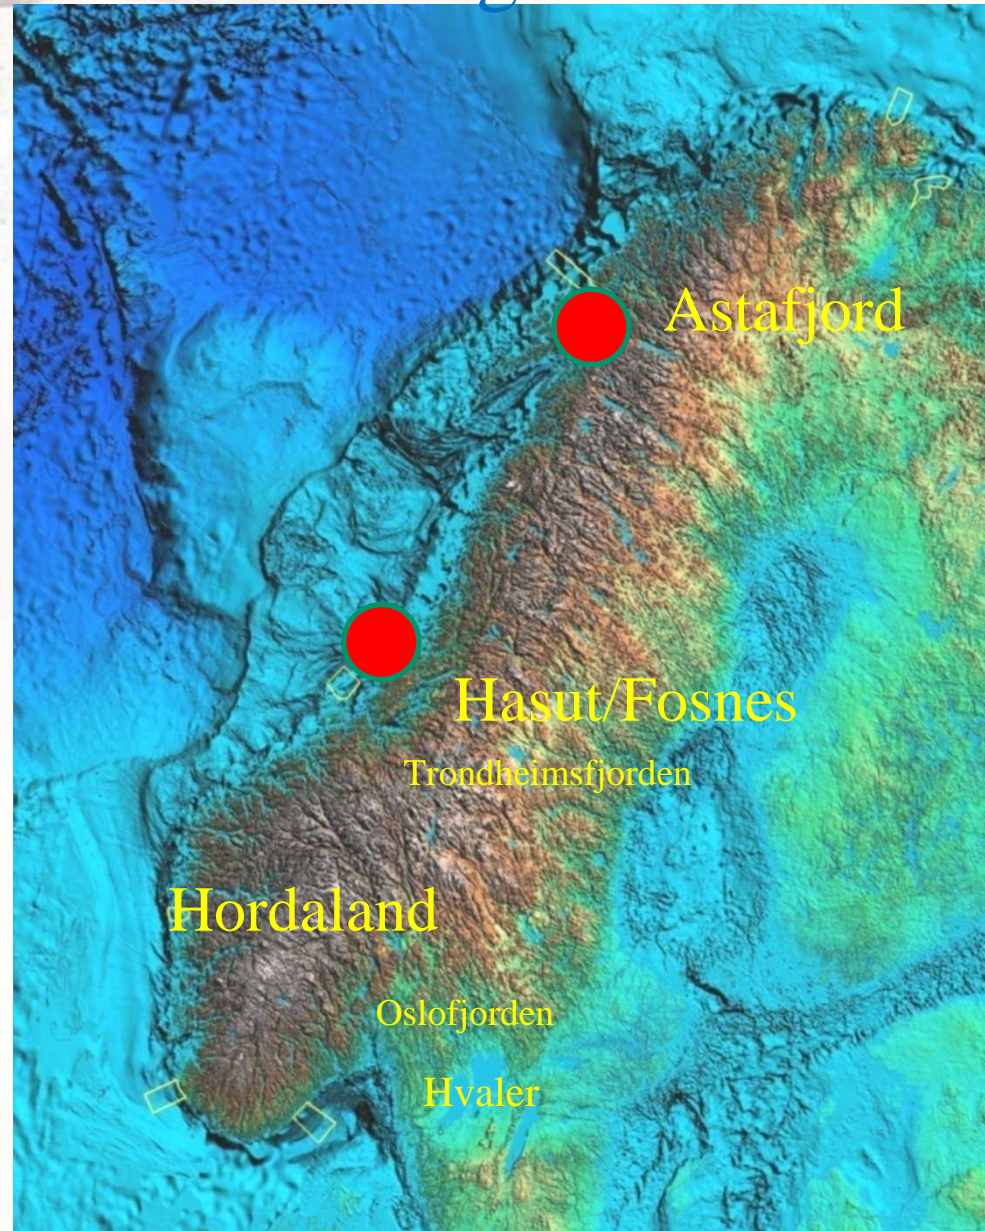 Astafjord
Hasut/Fosnes
Trondheimsfjorden
Hordaland
Oslofjorden
Hvaler